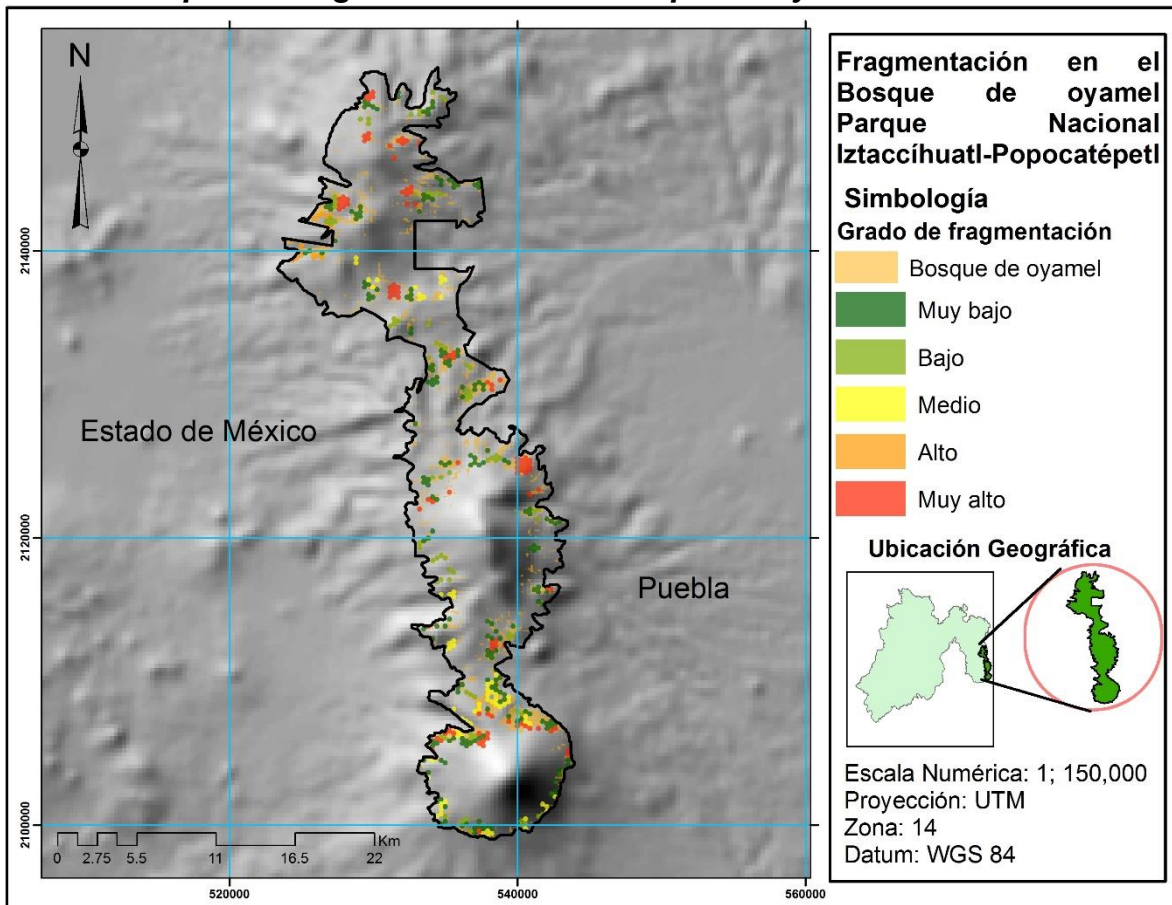 N
Estado de México
Puebla
2140000
2120000
2100000
520000
540000
560000
0 2.75 5.5 11 16.5 22
Km
Fragmentación en el
Bosque de oyamel
Parque Nacional
Iztaccíhuatl-Popocatépetl
Simbología
Grado de fragmentación
Bosque de oyamel
Muy bajo
Bajo
Medio
Alto
Muy alto
Ubicación Geográfica
Escala Numérica: 1; 150,000
Proyección: UTM
Zona: 14
Datum: WGS 84